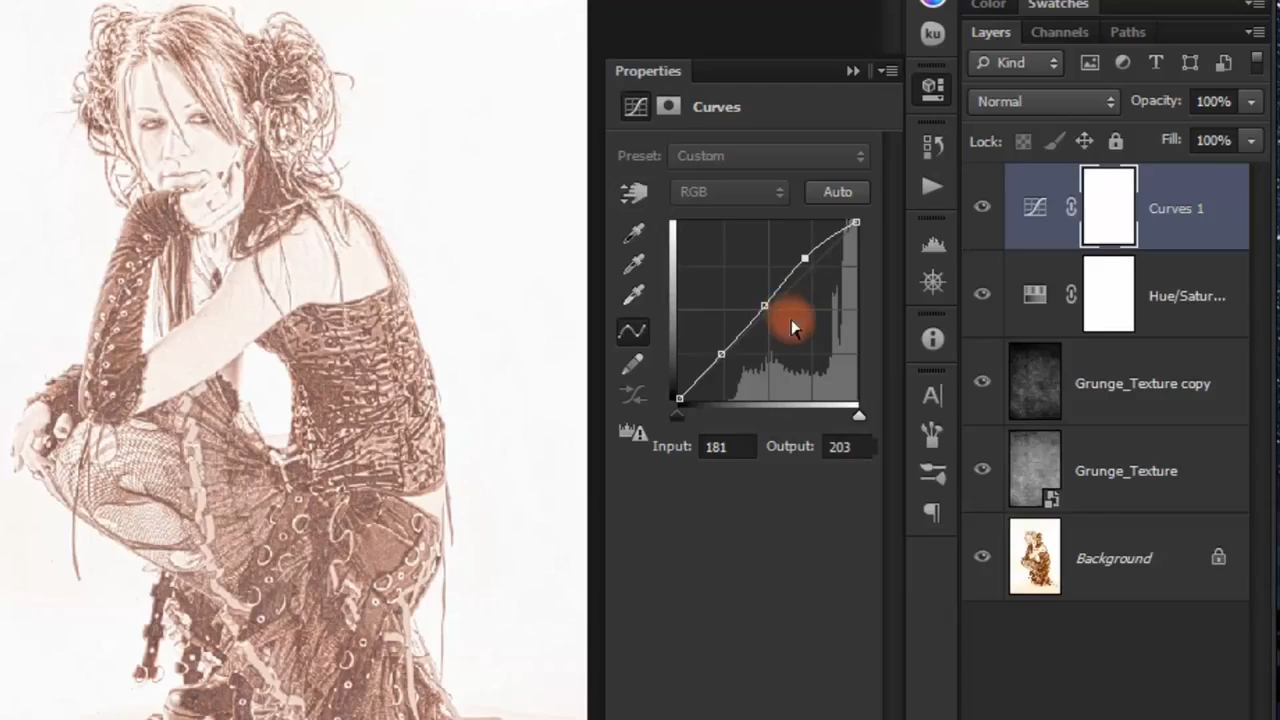 Color Swatches
Layers Channels Paths
ku
Properties
Kind
T
Curves
Normal Opacity: 100%
Lock: Fill: 100%
Preset: Custom
RGB Auto
Curves 1
Hue/Satur...
Grunge_Texture copy
A
Input: 181 Output: 203
Grunge_Texture
Background